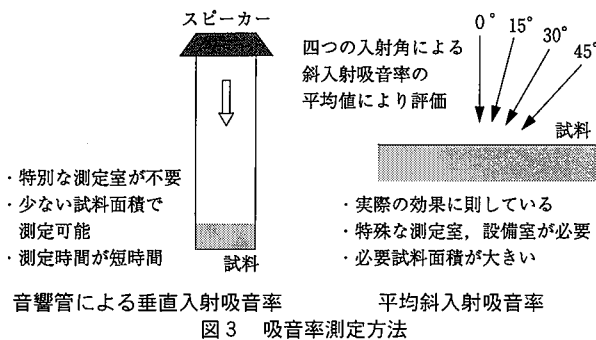 スピーカー
・特別な測定室が不要
・少ない試料面積で
測定可能
・測定時間が短時間
試料
音響管による垂直入射吸音率
四つの入射角による
斜入射吸音率の
平均値により評価
0°
15°
30°
45°
試料
・実際の効果に則している
・特殊な測定室，設備室が必要
・必要試料面積が大きい
平均斜入射吸音率
図3 吸音率測定方法